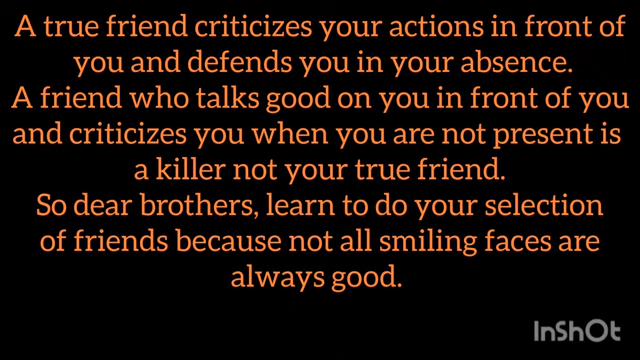 A true friend criticizes your actions in front of
you and defends you in your absence.
A friend who talks good on you in front of you
and criticizes you when you are not present is
a killer not your true friend.
So dear brothers, learn to do your selection
of friends because not all smiling faces are
always good.
InShOt